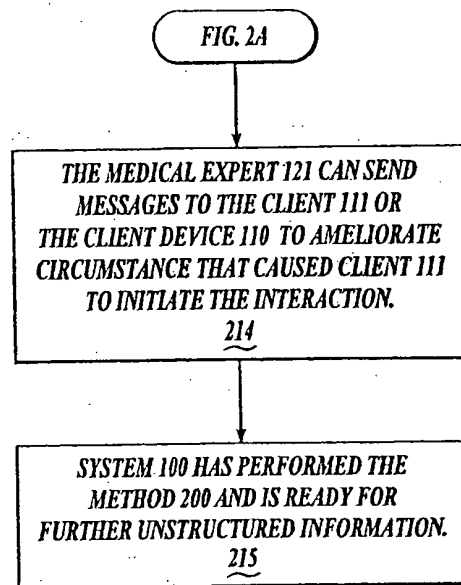 FIG. 2A
THE MEDICAL EXPERT 121 CAN SEND
MESSAGES TO THE CLIENT 111 OR
THE CLIENT DEVICE 110 TO AMELIORATE
CIRCUMSTANCE THAT CAUSED CLIENT 111
TO INITIATE THE INTERACTION.
214
SYSTEM 100 HAS PERFORMED THE
METHOD 200 AND IS READY FOR
FURTHER UNSTRUCTURED INFORMATION.
215